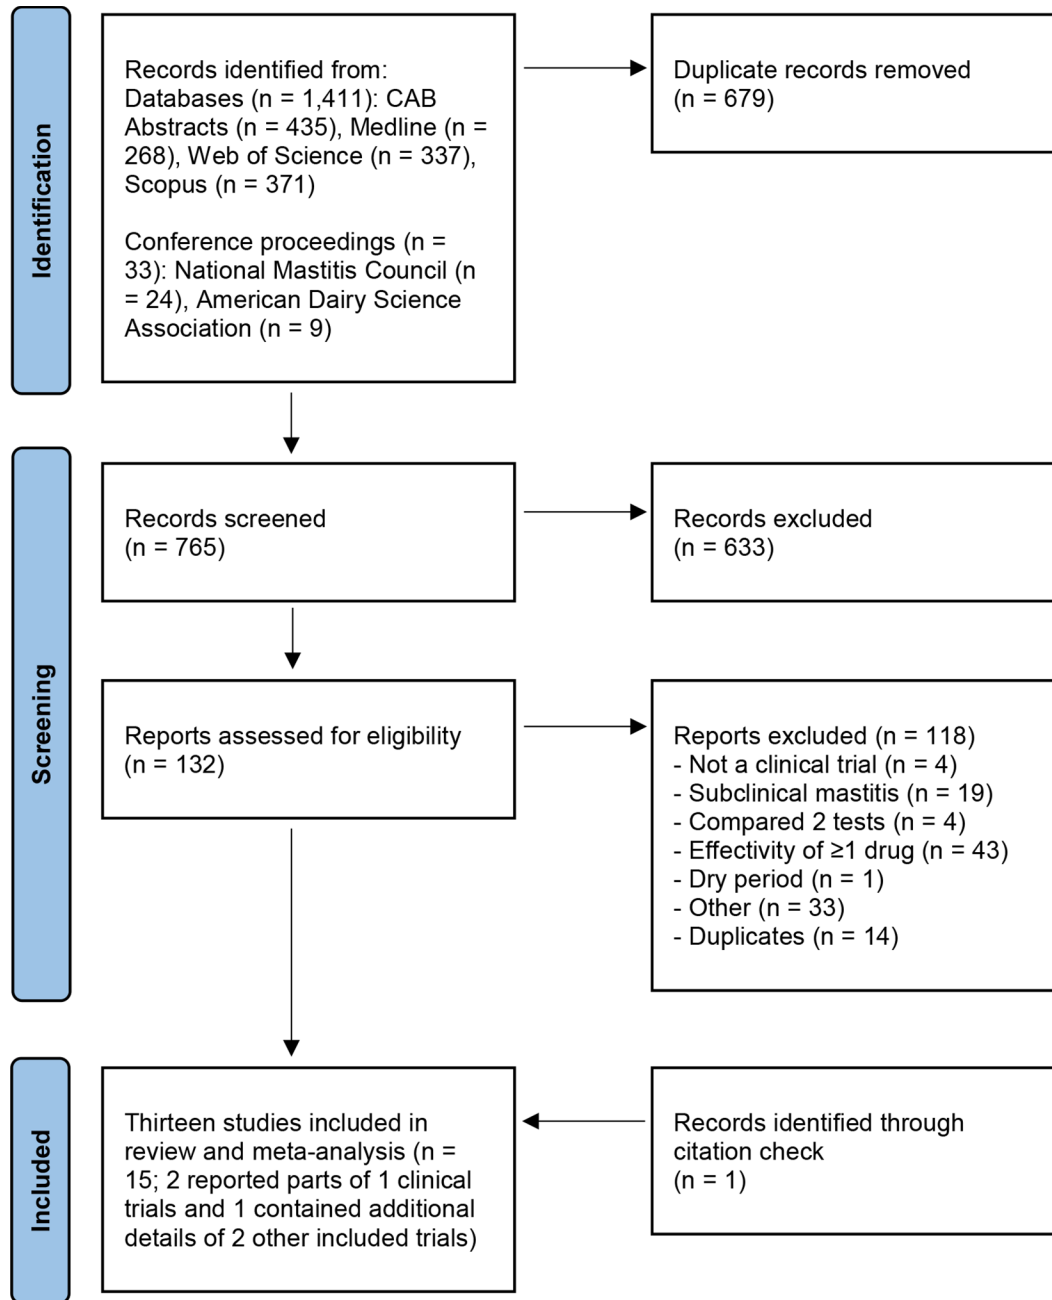 Identification
Records identified from:
Databases (n = 1,411): CAB
Abstracts (n = 435), Medline (n =
268), Web of Science (n = 337),
Scopus (n = 371)
Conference proceedings (n =
33): National Mastitis Council (n
= 24), American Dairy Science
Association (n = 9)
Duplicate records removed
(n = 679)
Screening
Records screened
(n = 765)
Records excluded
(n = 633)
Reports assessed for eligibility
(n = 132)
Reports excluded (n = 118)
- Not a clinical trial (n = 4)
- Subclinical mastitis (n = 19)
- Compared 2 tests (n = 4)
- Effectivity of ≥1 drug (n = 43)
- Dry period (n = 1)
- Other (n = 33)
- Duplicates (n = 14)
Included
Thirteen studies included in
review and meta-analysis (n =
15; 2 reported parts of 1 clinical
trials and 1 contained additional
details of 2 other included trials)
Records identified through
citation check
(n = 1)